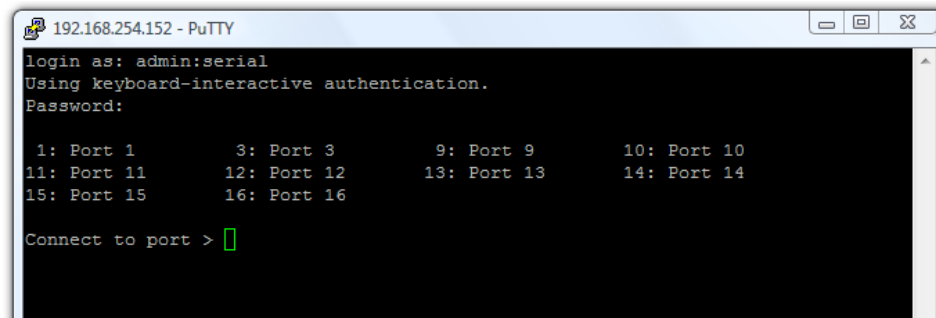 192.168.254.152 - PuTTY
login as: admin:serial
Using keyboard-interactive authentication.
Password:
1: Port 1 3: Port 3 9: Port 9 10: Port 10
11: Port 11 12: Port 12 13: Port 13 14: Port 14
15: Port 15 16: Port 16
Connect to port >